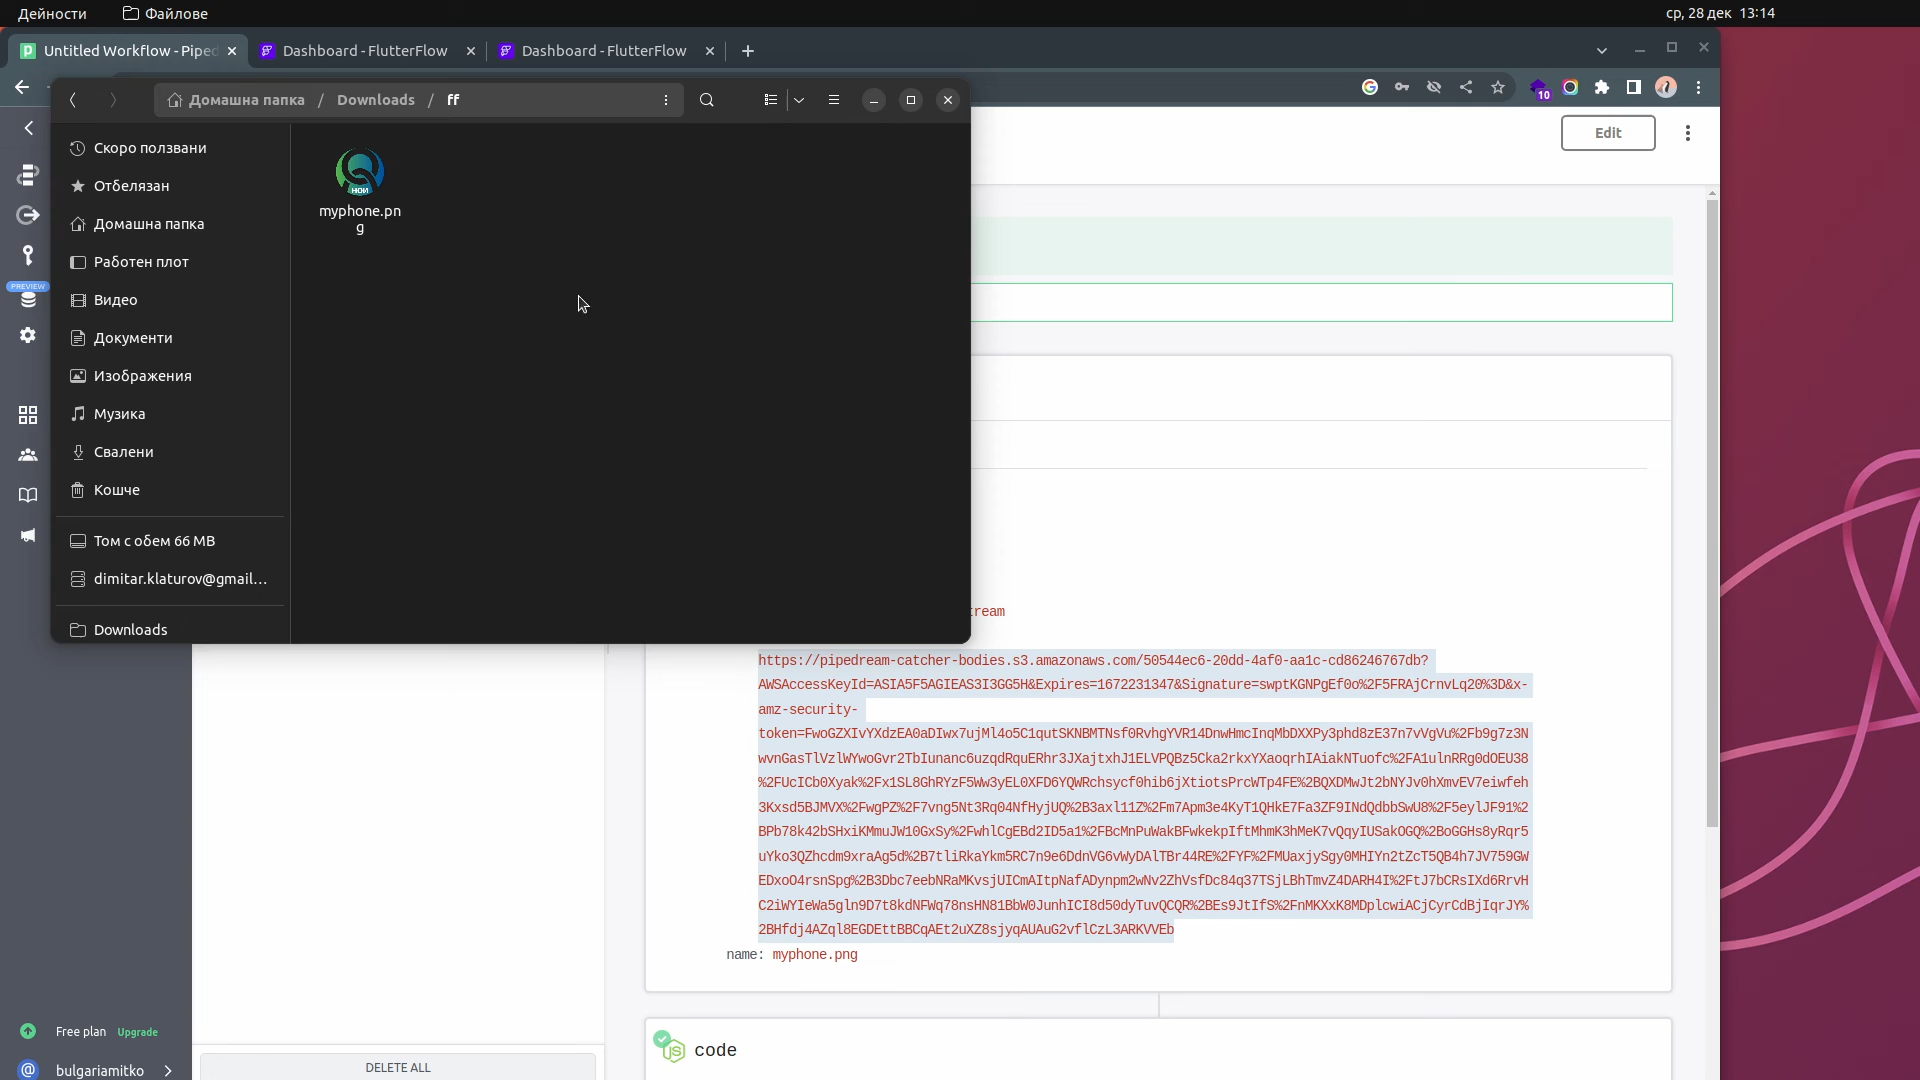 Дейности
Файлове
ср, 28 дек 13:14
Untitled Workflow - Piped
Dashboard - FlutterFlow
Dashboard - FlutterFlow
10
Домашна папка / Downloads / ff
Edit
PREVIEW
Скоро ползвани
Отбелязан
Домашна папка
Работен плот
Видео
Документи
Изображения
Музика
Свалени
Кошче
Том с обем 66 MB
dimitar.klaturov@gmail...
Downloads
НОИ
myphone.pn
g
tream
https://pipedream-catcher-bodies.s3.amazonaws.com/50544ec6-20dd-4af0-aa1c-cd86246767db?
AWSAccessKeyId=ASIA5F5AGIEAS3I3GG5H&Expires=1672231347&Signature=swptKGNPgEf0o%2F5FRAjCrnvLq20%3D&x-
amz-security-
token=FwoGZXIvYXdzEA0aDIwx7ujMl4o5C1qutSKNBMTNsf0RvhgYVR14DnwHmcInqMbDXXPy3phd8zE37n7vVgVu%2Fb9g7z3N
wvnGasTlVzlWYwoGvr2TbIunanc6uzqdRquERhr3JXajtxhJ1ELVPQBz5Cka2rkxYXaoqrhIAiakNTuofc%2FA1ulnRRg0dOEU38
%2FUcICb0Xyak%2Fx1SL8GhRYzF5Ww3yEL0XFD6YQWRchsycf0hib6jXtiotsPrcWTp4FE%2BQXDMwJt2bNYJv0hXmvEV7eiwfeh
3Kxsd5BJMVX%2FwgPZ%2F7vng5Nt3Rq04NfHyjUQ%2B3axl11Z%2Fm7Apm3e4KyT1QHkE7Fa3ZF9INdQdbbSwU8%2F5eylJF91%2
BPb78k42bSHxiKMmuJW10GxSy%2FwhlCgEBd2ID5a1%2FBcMnPuWakBFwkekpIftMhmK3hMeK7vQqyIUSakOGQ%2BoGGHs8yRqr5
uYko3QZhcdm9xraAg5d%2B7tliRkaYkm5RC7n9e6DdnVG6vWyDAlTBr44RE%2FYF%2FMUaxjySgy0MHIYn2tZcT5QB4h7JV759GW
EDxoO4rsnSpg%2B3Dbc7eebNRaMKvsjUICmAItpNafADynpm2wNv2ZhVsfDc84q37TSjLBhTmvZ4DARH4I%2FtJ7bCRsIXd6RrvH
C2iWYIeWa5gln9D7t8kdNFWq78nsHN81BbW0JunhICI8d50dyTuvQCQR%2BEs9JtIfS%2FnMKXxK8MDplcwiACjCyrCdBjIqrJY%
2BHfdj4AZql8EGDEttBBCqAEt2uXZ8sjyqAUAuG2vflCzL3ARKVVEb
name: myphone.png
Free plan Upgrade
DELETE ALL
code
@ bulgariamitko